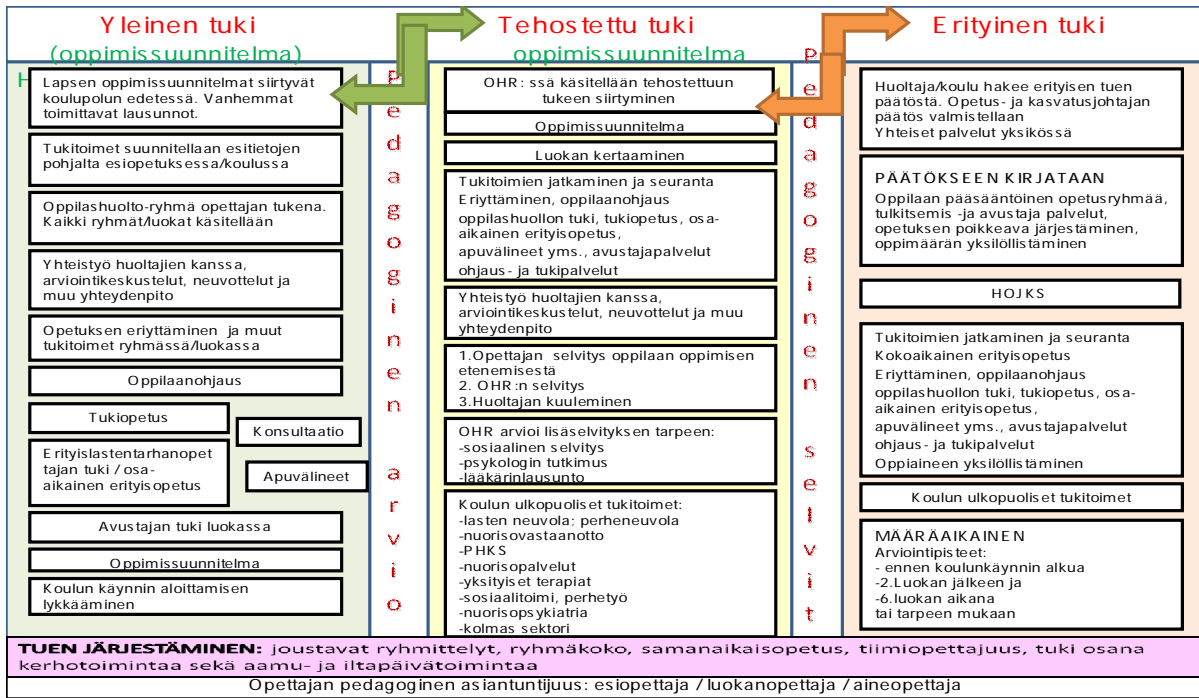 Yleinen tuki
(oppimissuunnitelma)
H
Lapsen oppimissuunnitelmat siirtyvät
koulupolun edetessä. Vanhemmat
toimittavat lausunnot.
Tukitoimet suunnitellaan esitietojen
pohjalta esiopetuksessa/koulussa
Oppilashuolto-ryhmä opettajan tukena.
Kaikki ryhmät/luokat käsitellään
Yhteistyö huoltajien kanssa,
arviointikeskustelut, neuvottelut ja
muu yhteydenpito
Opetuksen eriyttäminen ja muut
tukitoimet ryhmässä/luokassa
Oppilaanohjaus
Tukiopetus
Konsultaatio
Erityislastentarhanopet
tajan tuki / osa-
aikainen erityisopetus
Apuvälineet
Avustajan tuki luokassa
Oppimissuunnitelma
Koulun käynnin aloittamisen
lykkääminen
Pedagoginen arvio
Tehostettu tuki
oppimissuunnitelma
OHR: ssä käsitellään tehostettuun
tukeen siirtyminen
Oppimissuunnitelma
Luokan kertaaminen
Tukitoimien jatkaminen ja seuranta
Eriyttäminen, oppilaanohjaus
oppilashuollon tuki, tukiopetus, osa-
aikainen erityisopetus,
apuvälineet yms., avustajapalvelut
ohjaus- ja tukipalvelut
Yhteistyö huoltajien kanssa,
arviointikeskustelut, neuvottelut ja muu
yhteydenpito
1.Opettajan selvitys oppilaan oppimisen
etenemisestä
2. OHR:n selvitys
3.Huoltajan kuuleminen
OHR arvioi lisäselvityksen tarpeen:
-sosiaalinen selvitys
-psykologin tutkimus
-lääkärinlausunto
Koulun ulkopuoliset tukitoimet:
-lasten neuvola; perheneuvola
-nuorisovastaanotto
-PHKS
-nuorisopalvelut
-yksityiset terapiat
-sosiaalitoimi, perhetyö
-nuorisopsykiatria
-kolmas sektori
Pedagoginen selvit
Erityinen tuki
Huoltaja/koulu hakee erityisen tuen
päätöstä. Opetus- ja kasvatusjohtajan
päätös valmistellaan
Yhteiset palvelut yksikössä
PÄÄTÖKSEEN KIRJATAAN
Oppilaan pääsääntöinen opetusryhmää,
tulkitsemis -ja avustaja palvelut,
opetuksen poikkeava järjestäminen,
oppimäärän yksilöllistäminen
HOJKS
Tukitoimien jatkaminen ja seuranta
Kokoaikainen erityisopetus
Eriyttäminen, oppilaanohjaus
oppilashuollon tuki, tukiopetus, osa-
aikainen erityisopetus,
apuvälineet yms., avustajapalvelut
ohjaus- ja tukipalvelut
Oppiaineen yksilöllistäminen
Koulun ulkopuoliset tukitoimet
MÄÄRÄAIKAINEN
Arviointipisteet:
- ennen koulunkäynnin alkua
-2.Luokan jälkeen ja
-6.luokan aikana
tai tarpeen mukaan
TUEN JÄRJESTÄMINEN: joustavat ryhmittelyt, ryhmäkoko, samanaikaisopetus, tiimiopettajuus, tuki osana
kerhotoimintaa sekä aamu- ja iltapäivätoimintaa
Opettajan pedagoginen asiantuntijuus: esiopettaja / luokanopettaja / aineopettaja